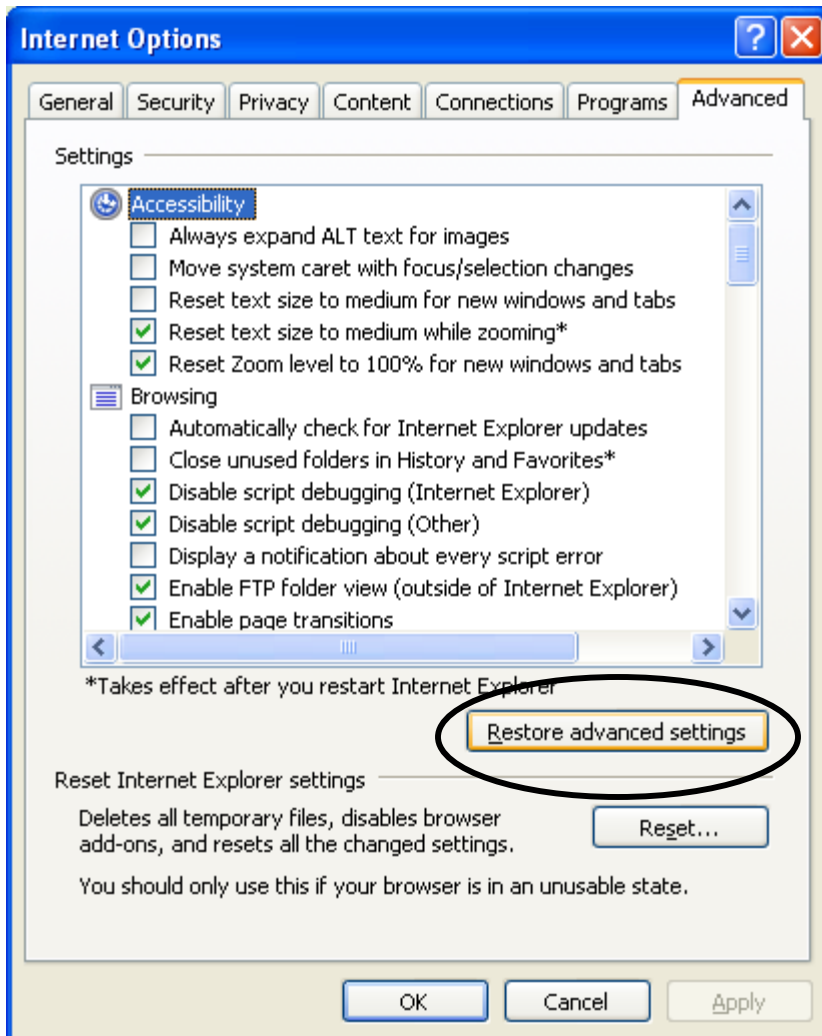 Internet Options
General Security Privacy Content Connections Programs Advanced
Settings
Accessibility
Always expand ALT text for images
Move system caret with focus/selection changes
Reset text size to medium for new windows and tabs
Reset text size to medium while zooming*
Reset Zoom level to 100% for new windows and tabs
Browsing
Automatically check for Internet Explorer updates
Close unused folders in History and Favorites*
Disable script debugging (Internet Explorer)
Disable script debugging (Other)
Display a notification about every script error
Enable FTP folder view (outside of Internet Explorer)
Enable page transitions
*Takes effect after you restart Internet Explorer
Restore advanced settings
Reset Internet Explorer settings
Deletes all temporary files, disables browser
add-ons, and resets all the changed settings.
Reset...
You should only use this if your browser is in an unusable state.
OK Cancel Apply